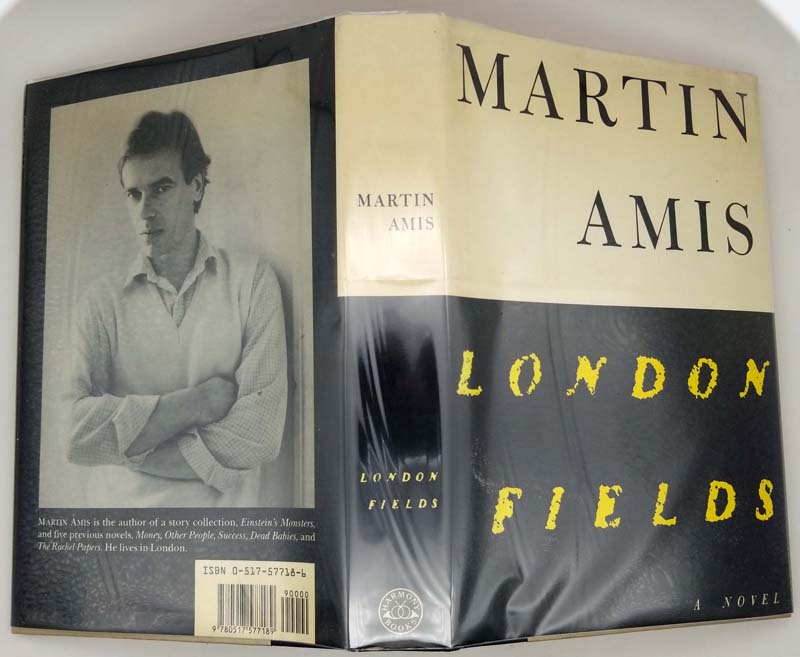 MARTIN AMIS is the author of a story collection, Einstein's Monsters,
and five previous novels, Money, Other People, Success, Dead Babies, and
The Rachel Papers. He lives in London.
ISBN 0-517-57718-6
90000
9 780517 577189
MARTIN
AMIS
LONDON
FIELDS
HARMONY
BOOKS
MARTIN
AMIS
LONDON
FIELDS
A NOVEL